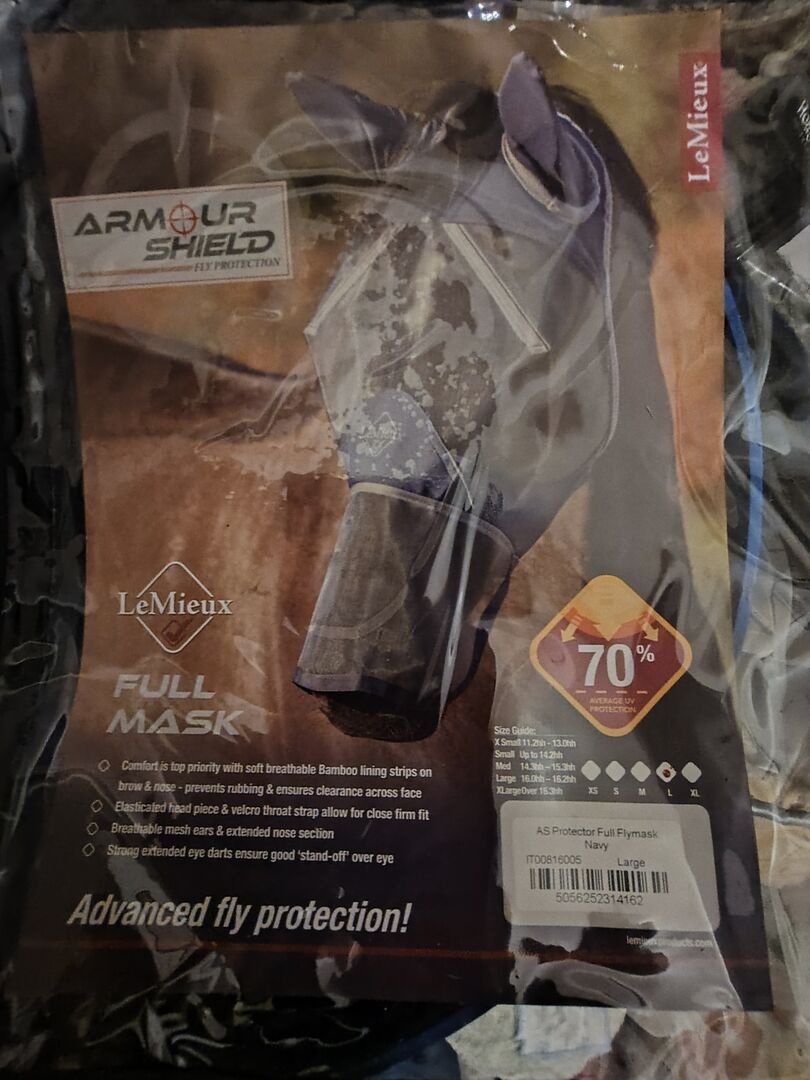 LeMieux
ARMOUR
SHIELD
FLY PROTECTION
LeMieux
LeMieux
FULL
MASK
70%
AVERAGE UV
PROTECTION
Comfort is top priority with soft breathable Bamboo lining strips on
brow & nose - prevents rubbing & ensures clearance across face
Elasticated head piece & velcro throat strap allow for close firm fit
Breathable mesh ears & extended nose section
Strong extended eye darts ensure good 'stand-off' over eye
Advanced fly protection!
Size Guide:
X Small 11.2hh - 13.0hh
Small Up to 14.2hh
Med 14.3hh - 15.3hh
Large 16.0hh - 16.2hh
XLarge Over 16.3hh
XS S M L XL
AS Protector Full Flymask
Navy
IT00816005 Large
5056252314162
lemieuxproducts.com